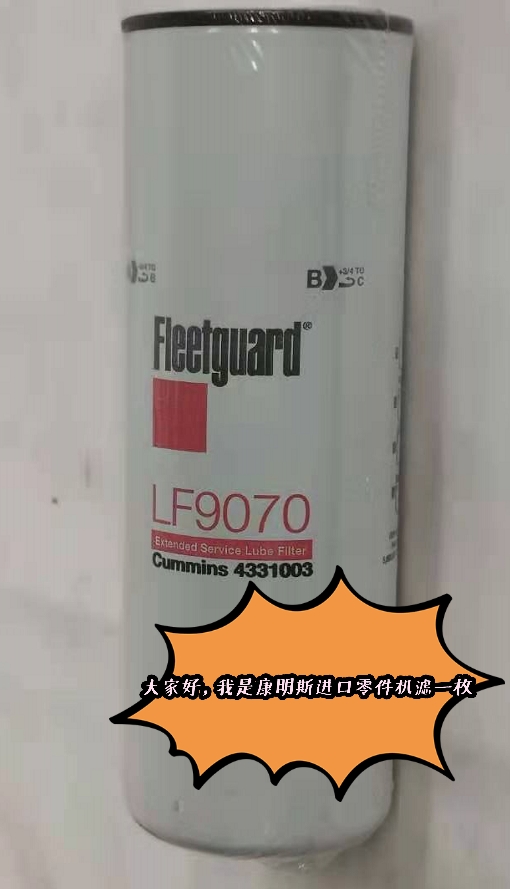 B +3/4 TO
C
Fleetguard®
LF9070
Extended Service Lube Filter
Cummins 4331003
大家好，我是康明斯进口零件机滤一枚